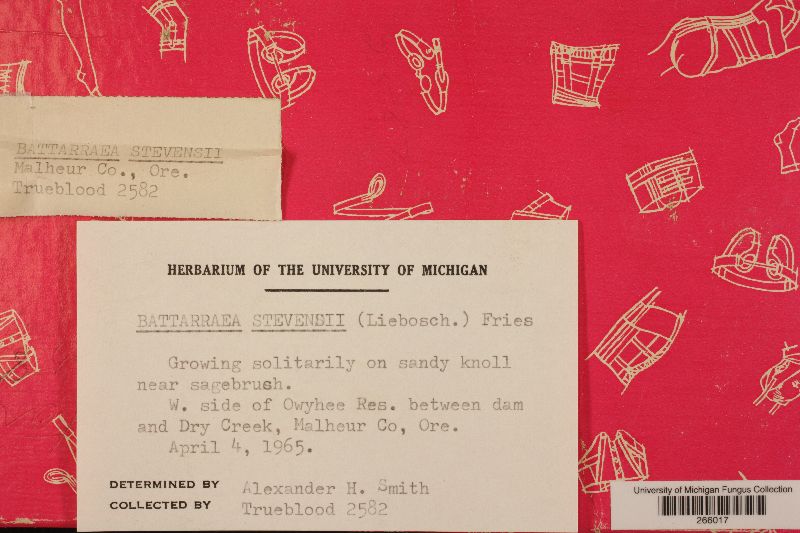 BATTARRAEA STEVENSII
Malheur Co., Ore.
Trueblood 2582
HERBARIUM OF THE UNIVERSITY OF MICHIGAN
BATTARRAEA STEVENSII (Liebosch.) Fries
Growing solitarily on sandy knoll
near sagebrush.
W. side of Owyhee Res. between dam
and Dry Creek, Malheur Co, Ore.
April 4, 1965.
DETERMINED BY Alexander H. Smith
COLLECTED BY Trueblood 2582
University of Michigan Fungus Collection
266017